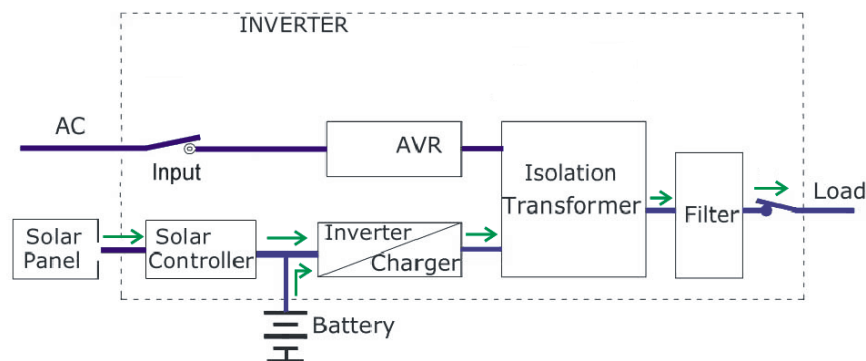 INVERTER
AC
Input
AVR
Isolation
Transformer
Filter
Load
Solar
Panel
Solar
Controller
Inverter
Charger
Battery